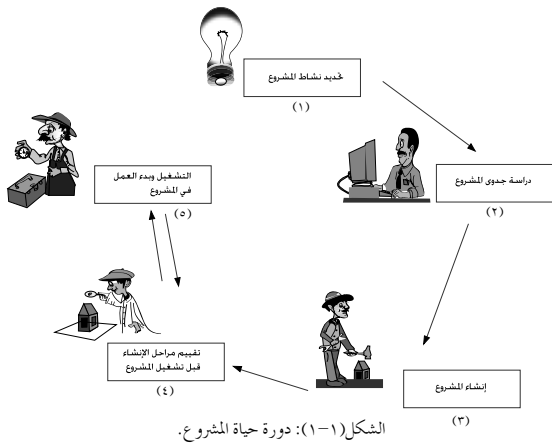 تحديد نشاط المشروع
(١)
دراسة جدوى المشروع
(٢)
إنشاء المشروع
(٣)
تقييم مراحل الإنشاء
قبل تشغيل المشروع
(٤)
التشغيل وبدء العمل
في المشروع
(٥)
الشكل(١-١): دورة حياة المشروع.